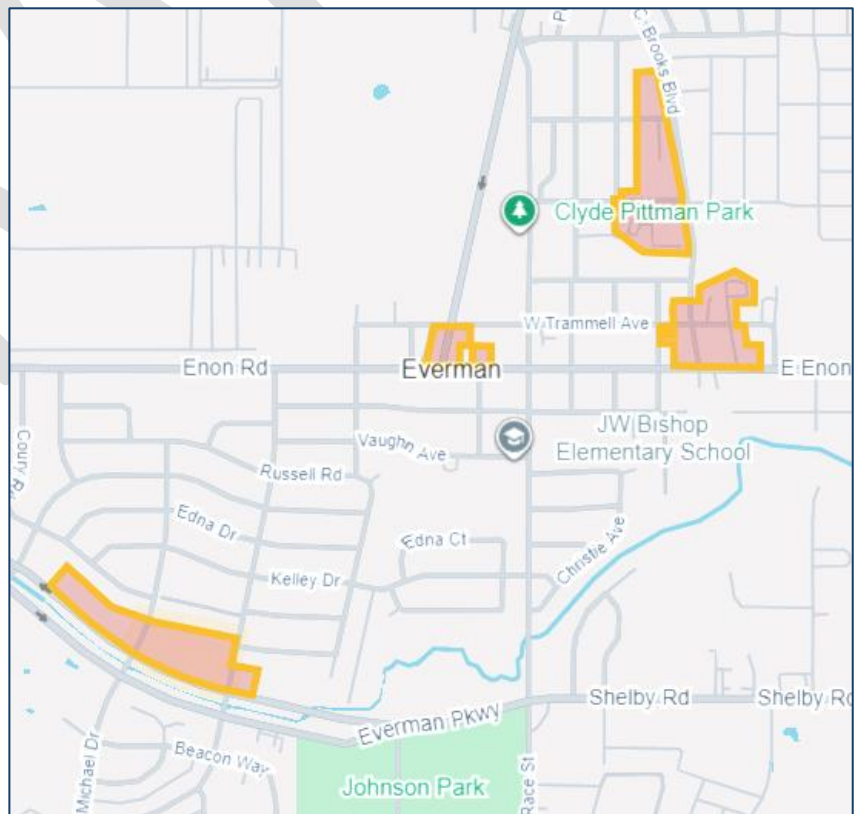 C. Brooks Blvd
Clyde Pittman Park
W Trammell Ave
Enon Rd
Everman
E Enon
JW Bishop
Elementary School
Vaughn Ave
Coury
Russell Rd
Edna Dr
Edna Ct
Christie Ave
Kelley Dr
Shelby Rd
Shelby Rd
Everman Pkwy
Michael Dr
Beacon Way
Johnson Park
Race St